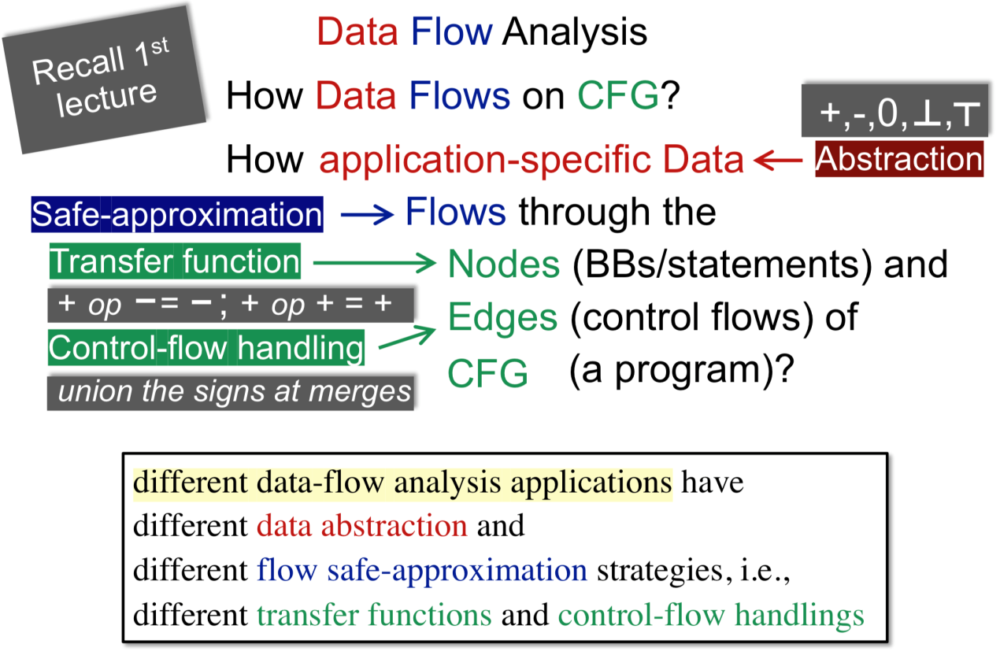 Recall 1st
lecture
Data Flow Analysis
How Data Flows on CFG?
+,-,0,⊥,⊤
How application-specific Data
Abstraction
Safe-approximation
Flows through the
Transfer function
Nodes (BBs/statements) and
+ op − = − ; + op + = +
Edges (control flows) of
Control-flow handling
CFG (a program)?
union the signs at merges
different data-flow analysis applications have
different data abstraction and
different flow safe-approximation strategies, i.e.,
different transfer functions and control-flow handlings